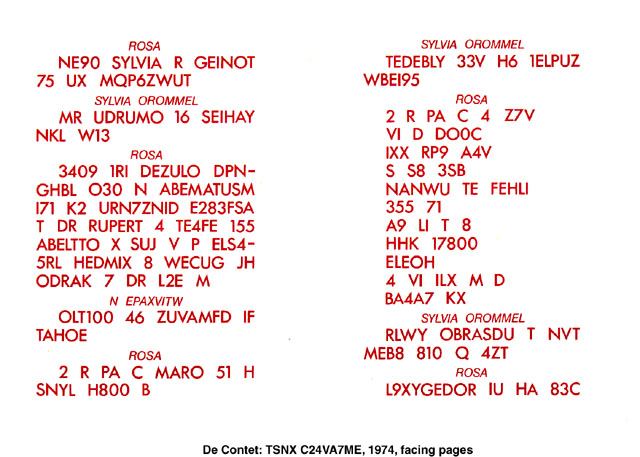 ROSA
NE90 SYLVIA R GEINOT
75 UX MQP6ZWUT
SYLVIA OROMMEL
MR UDRUMO 16 SEIHAY
NKL W13
ROSA
3409 1RI DEZULO DPN-
GHBL O30 N ABEMATUSM
I71 K2 URN7ZNID E283FSA
T DR RUPERT 4 TE4FE 155
ABELTTO X SUJ V P ELS4-
5RL HEDMIX 8 WECUG JH
ODRAK 7 DR L2E M
N EPAXVITW
OLT100 46 ZUVAMFD IF
TAHOE
ROSA
2 R PA C MARO 51 H
SNYL H800 B
SYLVIA OROMMEL
TEDEBLY 33V H6 1ELPUZ
WBEI95
ROSA
2 R PA C 4 Z7V
VI D DO0C
IXX RP9 A4V
S S8 3SB
NANWU TE FEHLI
355 71
A9 LI T 8
HHK 17800
ELEOH
4 VI ILX M D
BA4A7 KX
SYLVIA OROMMEL
RLWY OBRASDU T NVT
MEB8 810 Q 4ZT
ROSA
L9XYGEDOR IU HA 83C
De Contet: TSNX C24VA7ME, 1974, facing pages